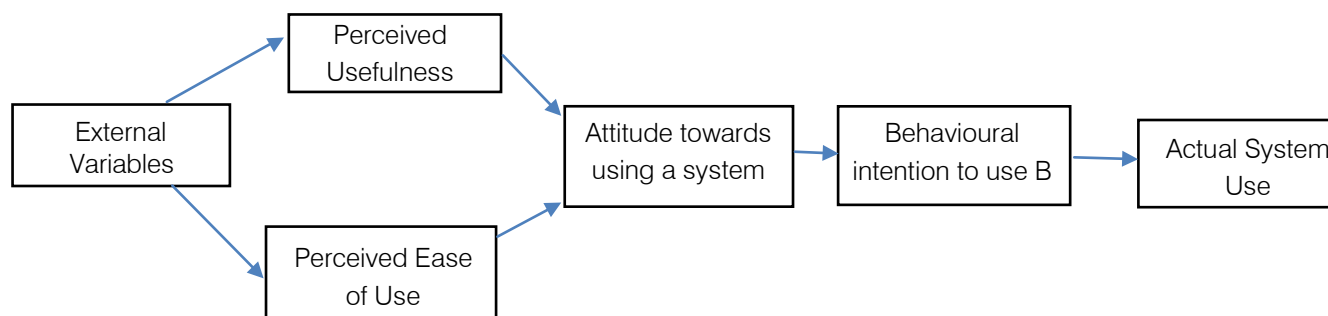 Perceived
Usefulness
External
Variables
Attitude towards
using a system
Behavioural
intention to use B
Actual System
Use
Perceived Ease
of Use